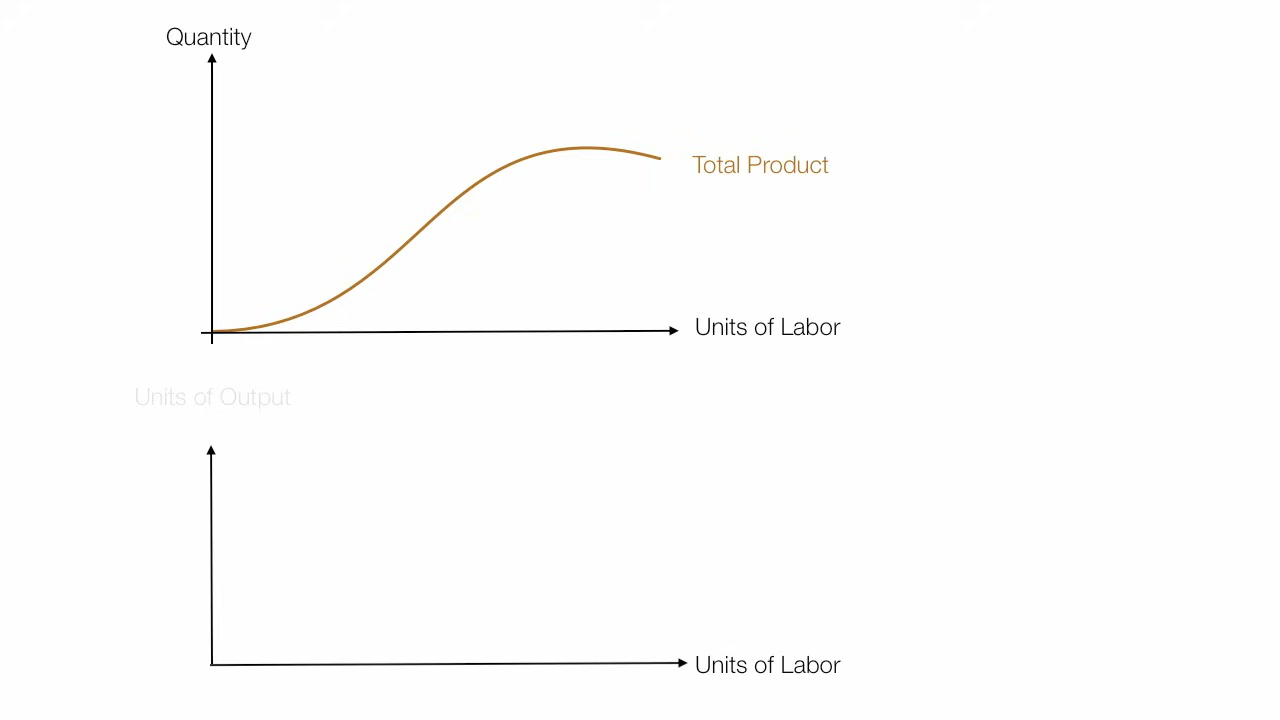 Quantity
Total Product
Units of Labor
Units of Output
Units of Labor